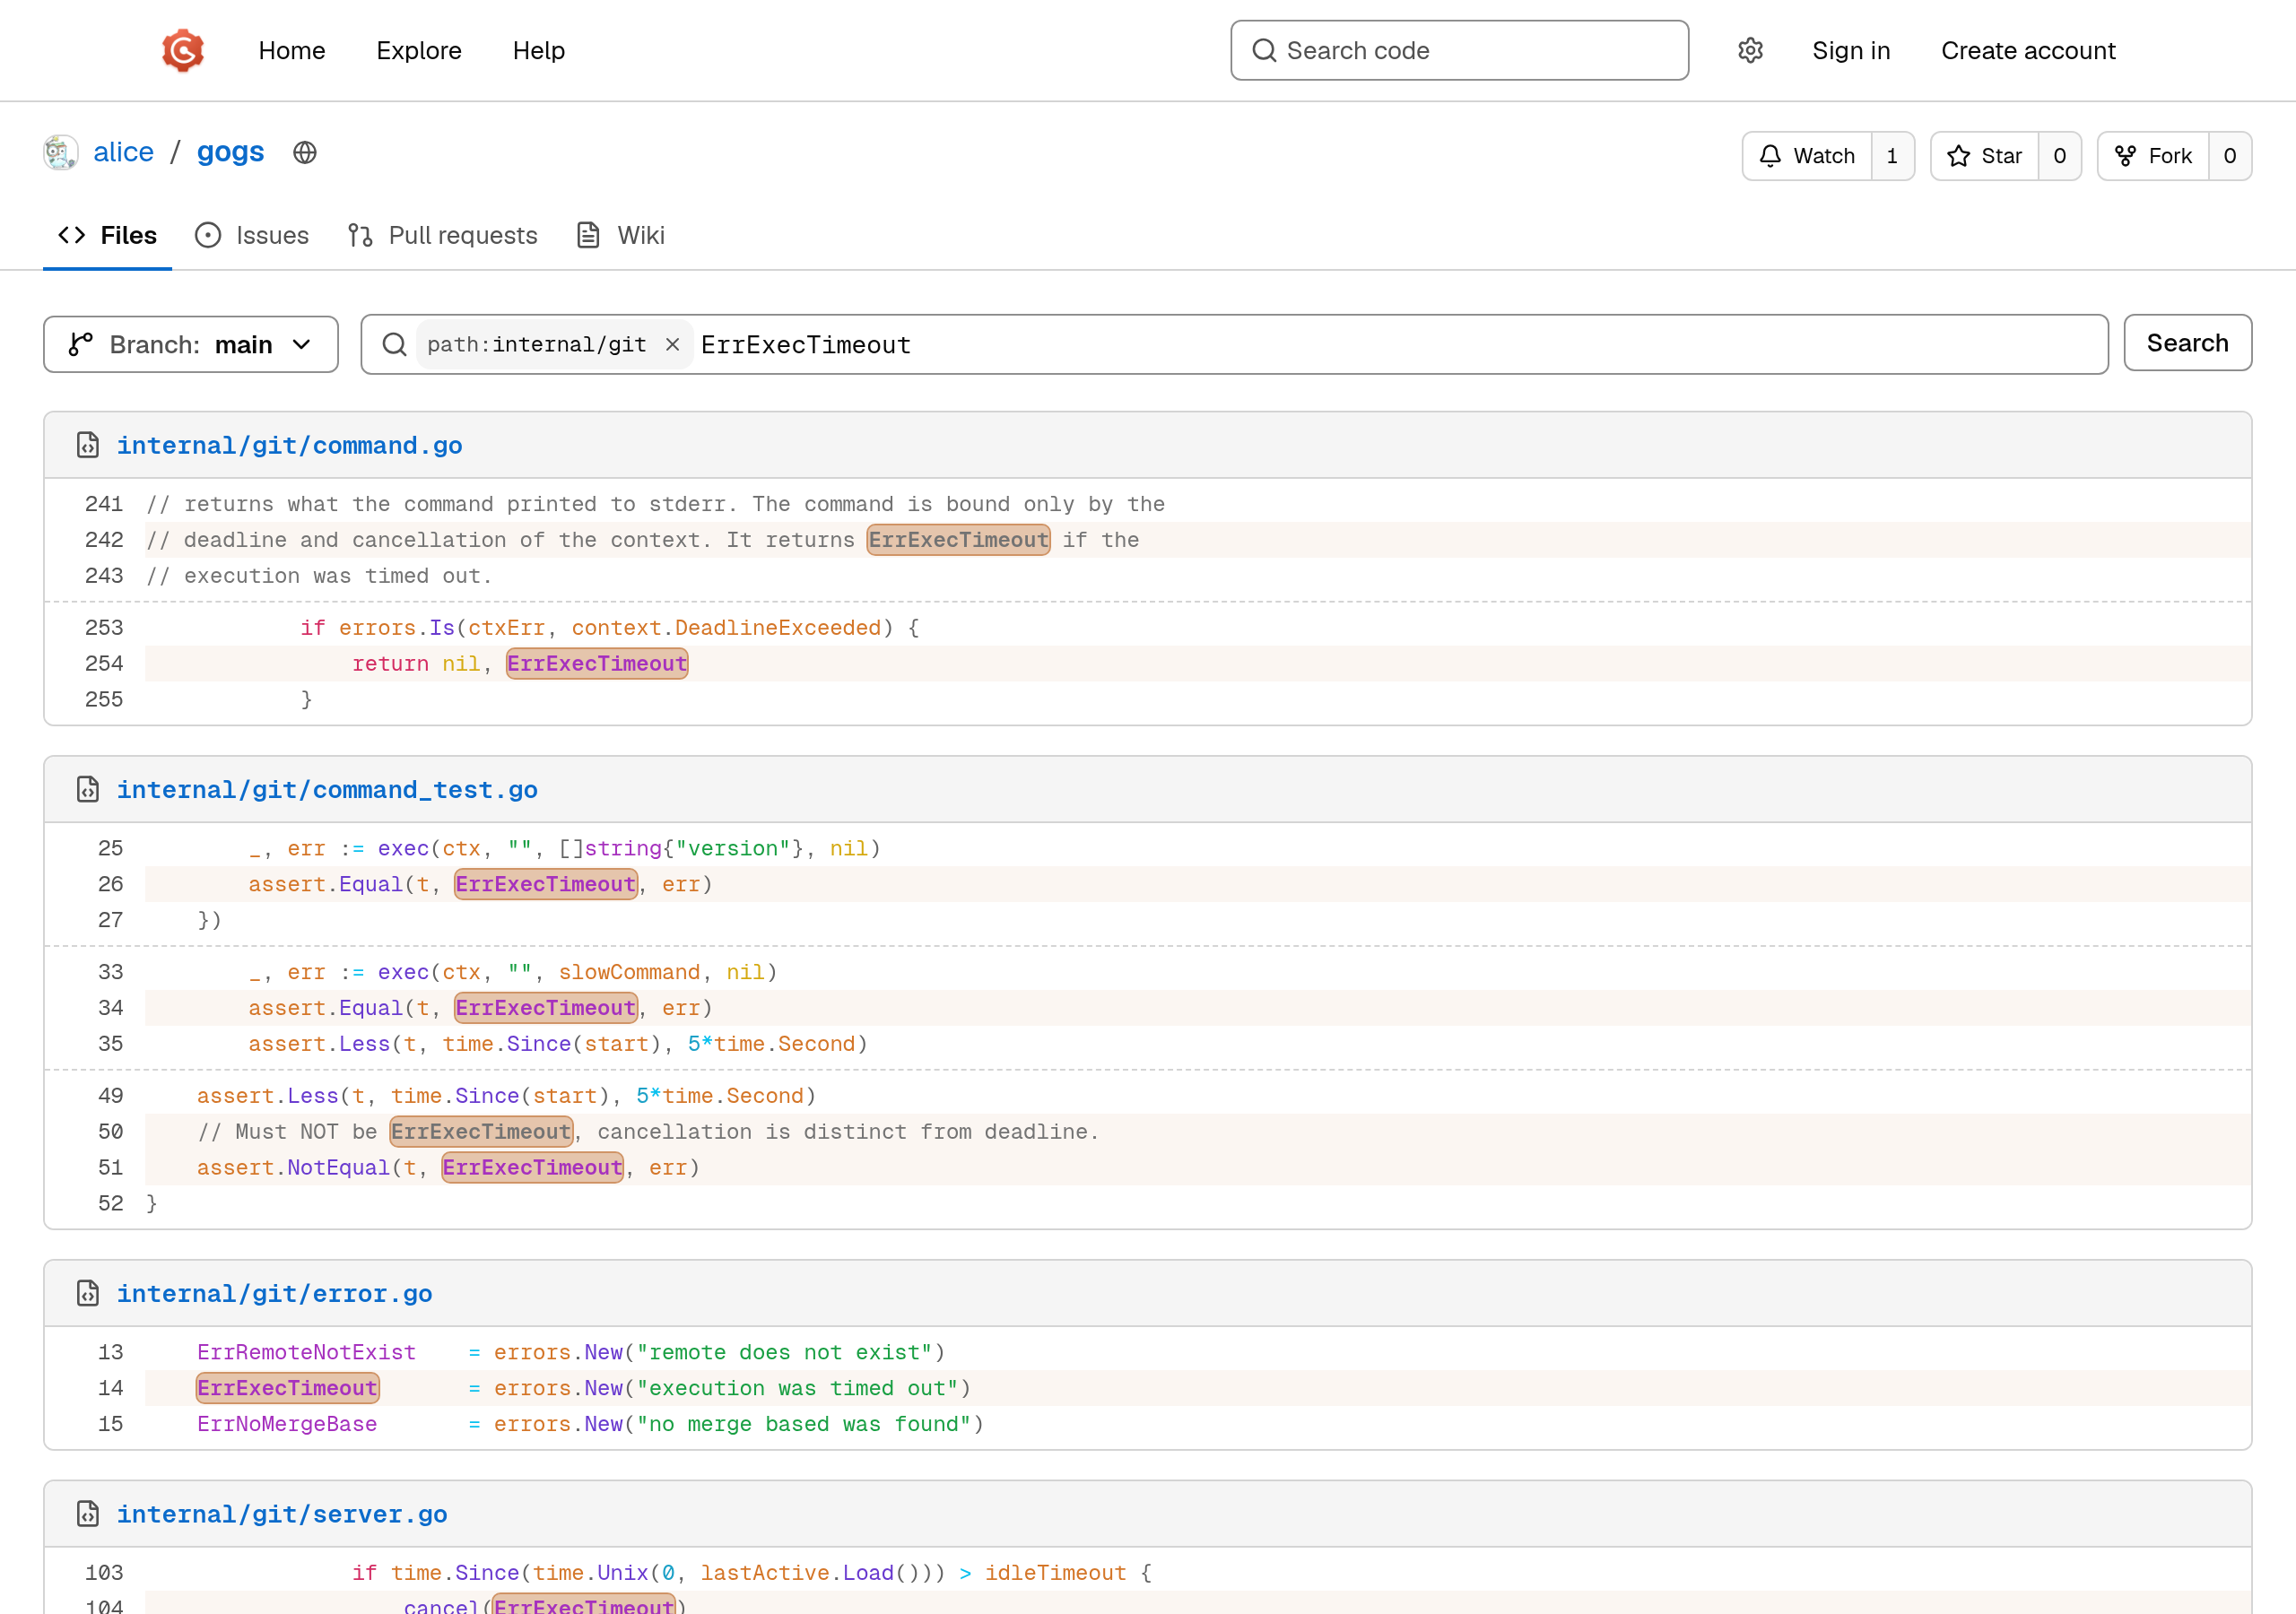 Home Explore Help Search code Sign in Create account
alice / gogs Watch 1 Star 0 Fork 0
Files Issues Pull requests Wiki
Branch: main path:internal/git × ErrExecTimeout Search
internal/git/command.go
241 // returns what the command printed to stderr. The command is bound only by the
242 // deadline and cancellation of the context. It returns ErrExecTimeout if the
243 // execution was timed out.
253 if errors.Is(ctxErr, context.DeadlineExceeded) {
254 return nil, ErrExecTimeout
255 }
internal/git/command_test.go
25 _, err := exec(ctx, "", []string{"version"}, nil)
26 assert.Equal(t, ErrExecTimeout, err)
27 })
33 _, err := exec(ctx, "", slowCommand, nil)
34 assert.Equal(t, ErrExecTimeout, err)
35 assert.Less(t, time.Since(start), 5*time.Second)
49 assert.Less(t, time.Since(start), 5*time.Second)
50 // Must NOT be ErrExecTimeout, cancellation is distinct from deadline.
51 assert.NotEqual(t, ErrExecTimeout, err)
52 }
internal/git/error.go
13 ErrRemoteNotExist = errors.New("remote does not exist")
14 ErrExecTimeout = errors.New("execution was timed out")
15 ErrNoMergeBase = errors.New("no merge based was found")
internal/git/server.go
103 if time.Since(time.Unix(0, lastActive.Load())) > idleTimeout {
104 cancel(ErrExecTimeout)